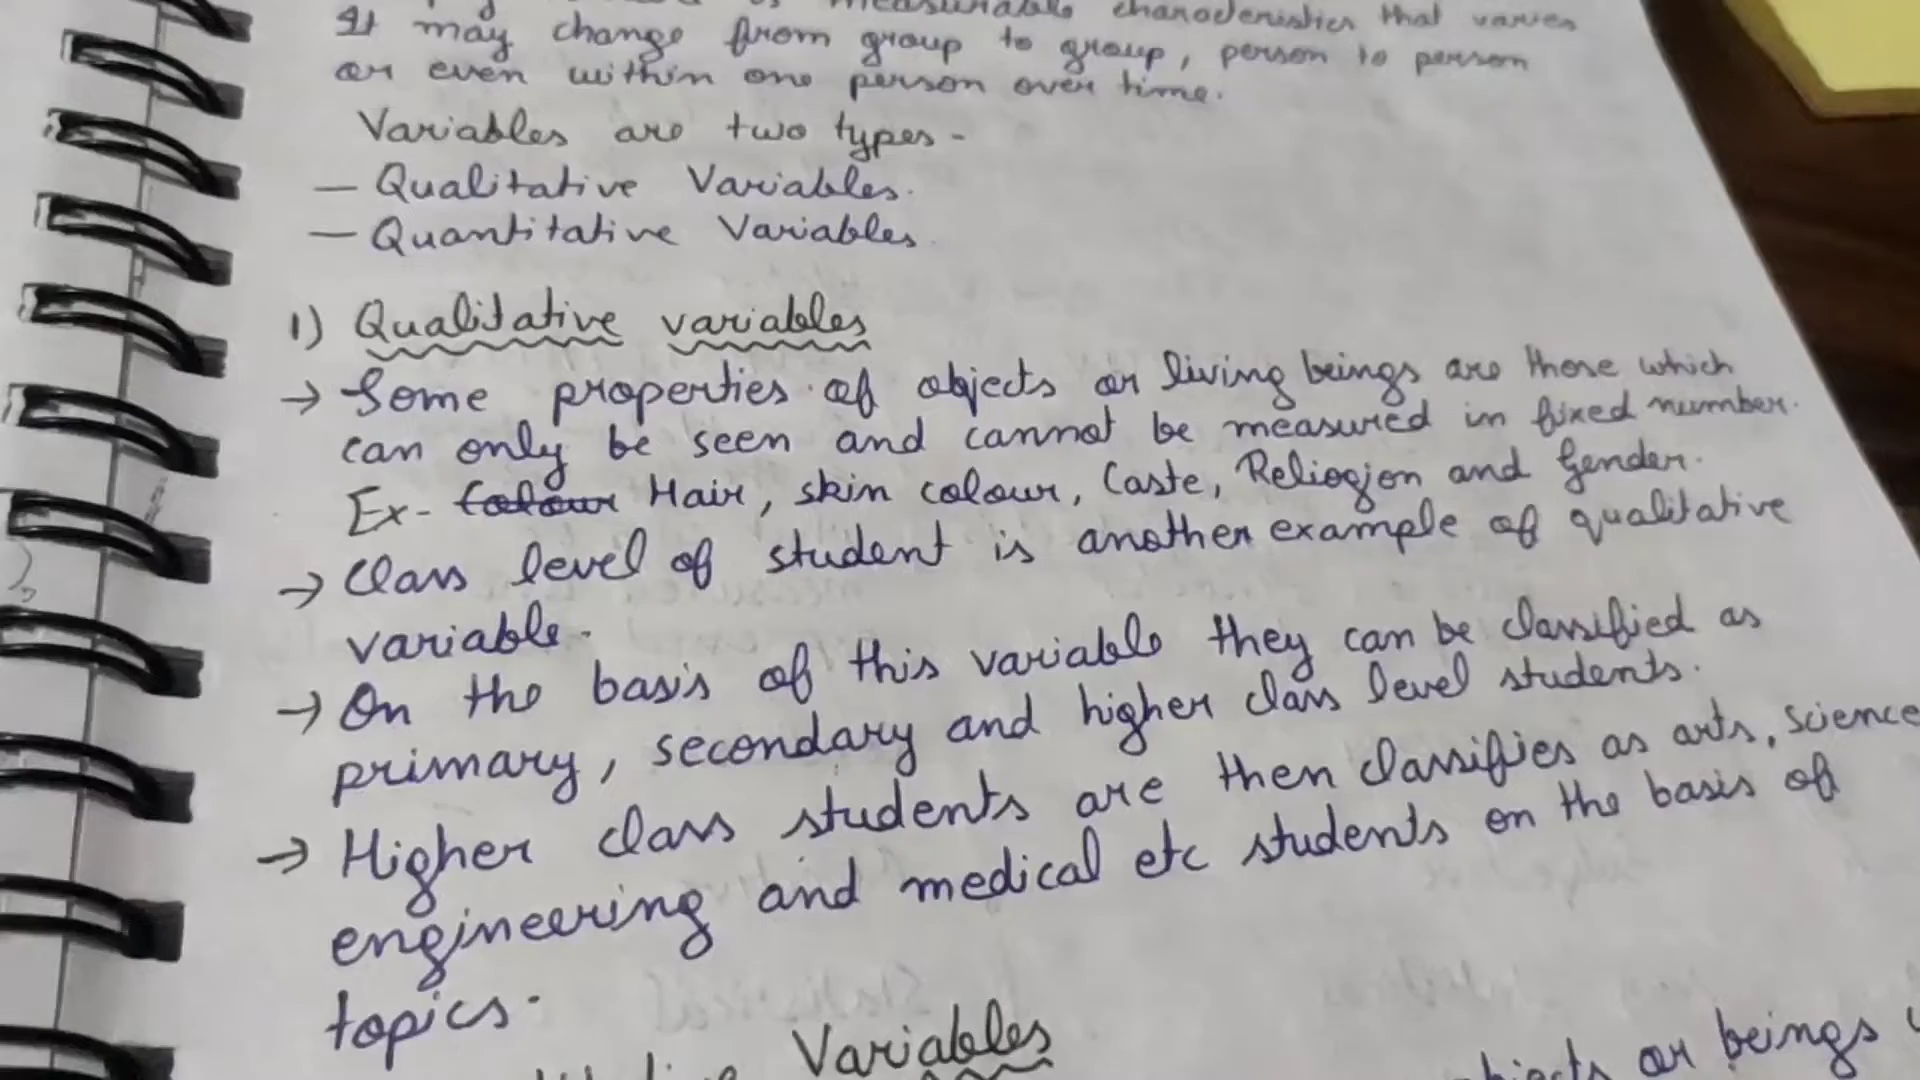 measurable characteristics that varies
It may change from group to group, person to person
or even within one person over time.
Variables are two types -
— Qualitative Variables.
— Quantitative Variables.
1) Qualitative variables
→ Some properties of objects or living beings are those which
can only be seen and cannot be measured in fixed number.
Ex- Colour Hair, skin colour, Caste, Religion and Gender.
→ Class level of student is another example of qualitative
variable.
→ On the basis of this variable they can be classified as
primary, secondary and higher class level students.
→ Higher class students are then classifies as arts, science
engineering and medical etc students on the basis of
topics.
Variables
or beings